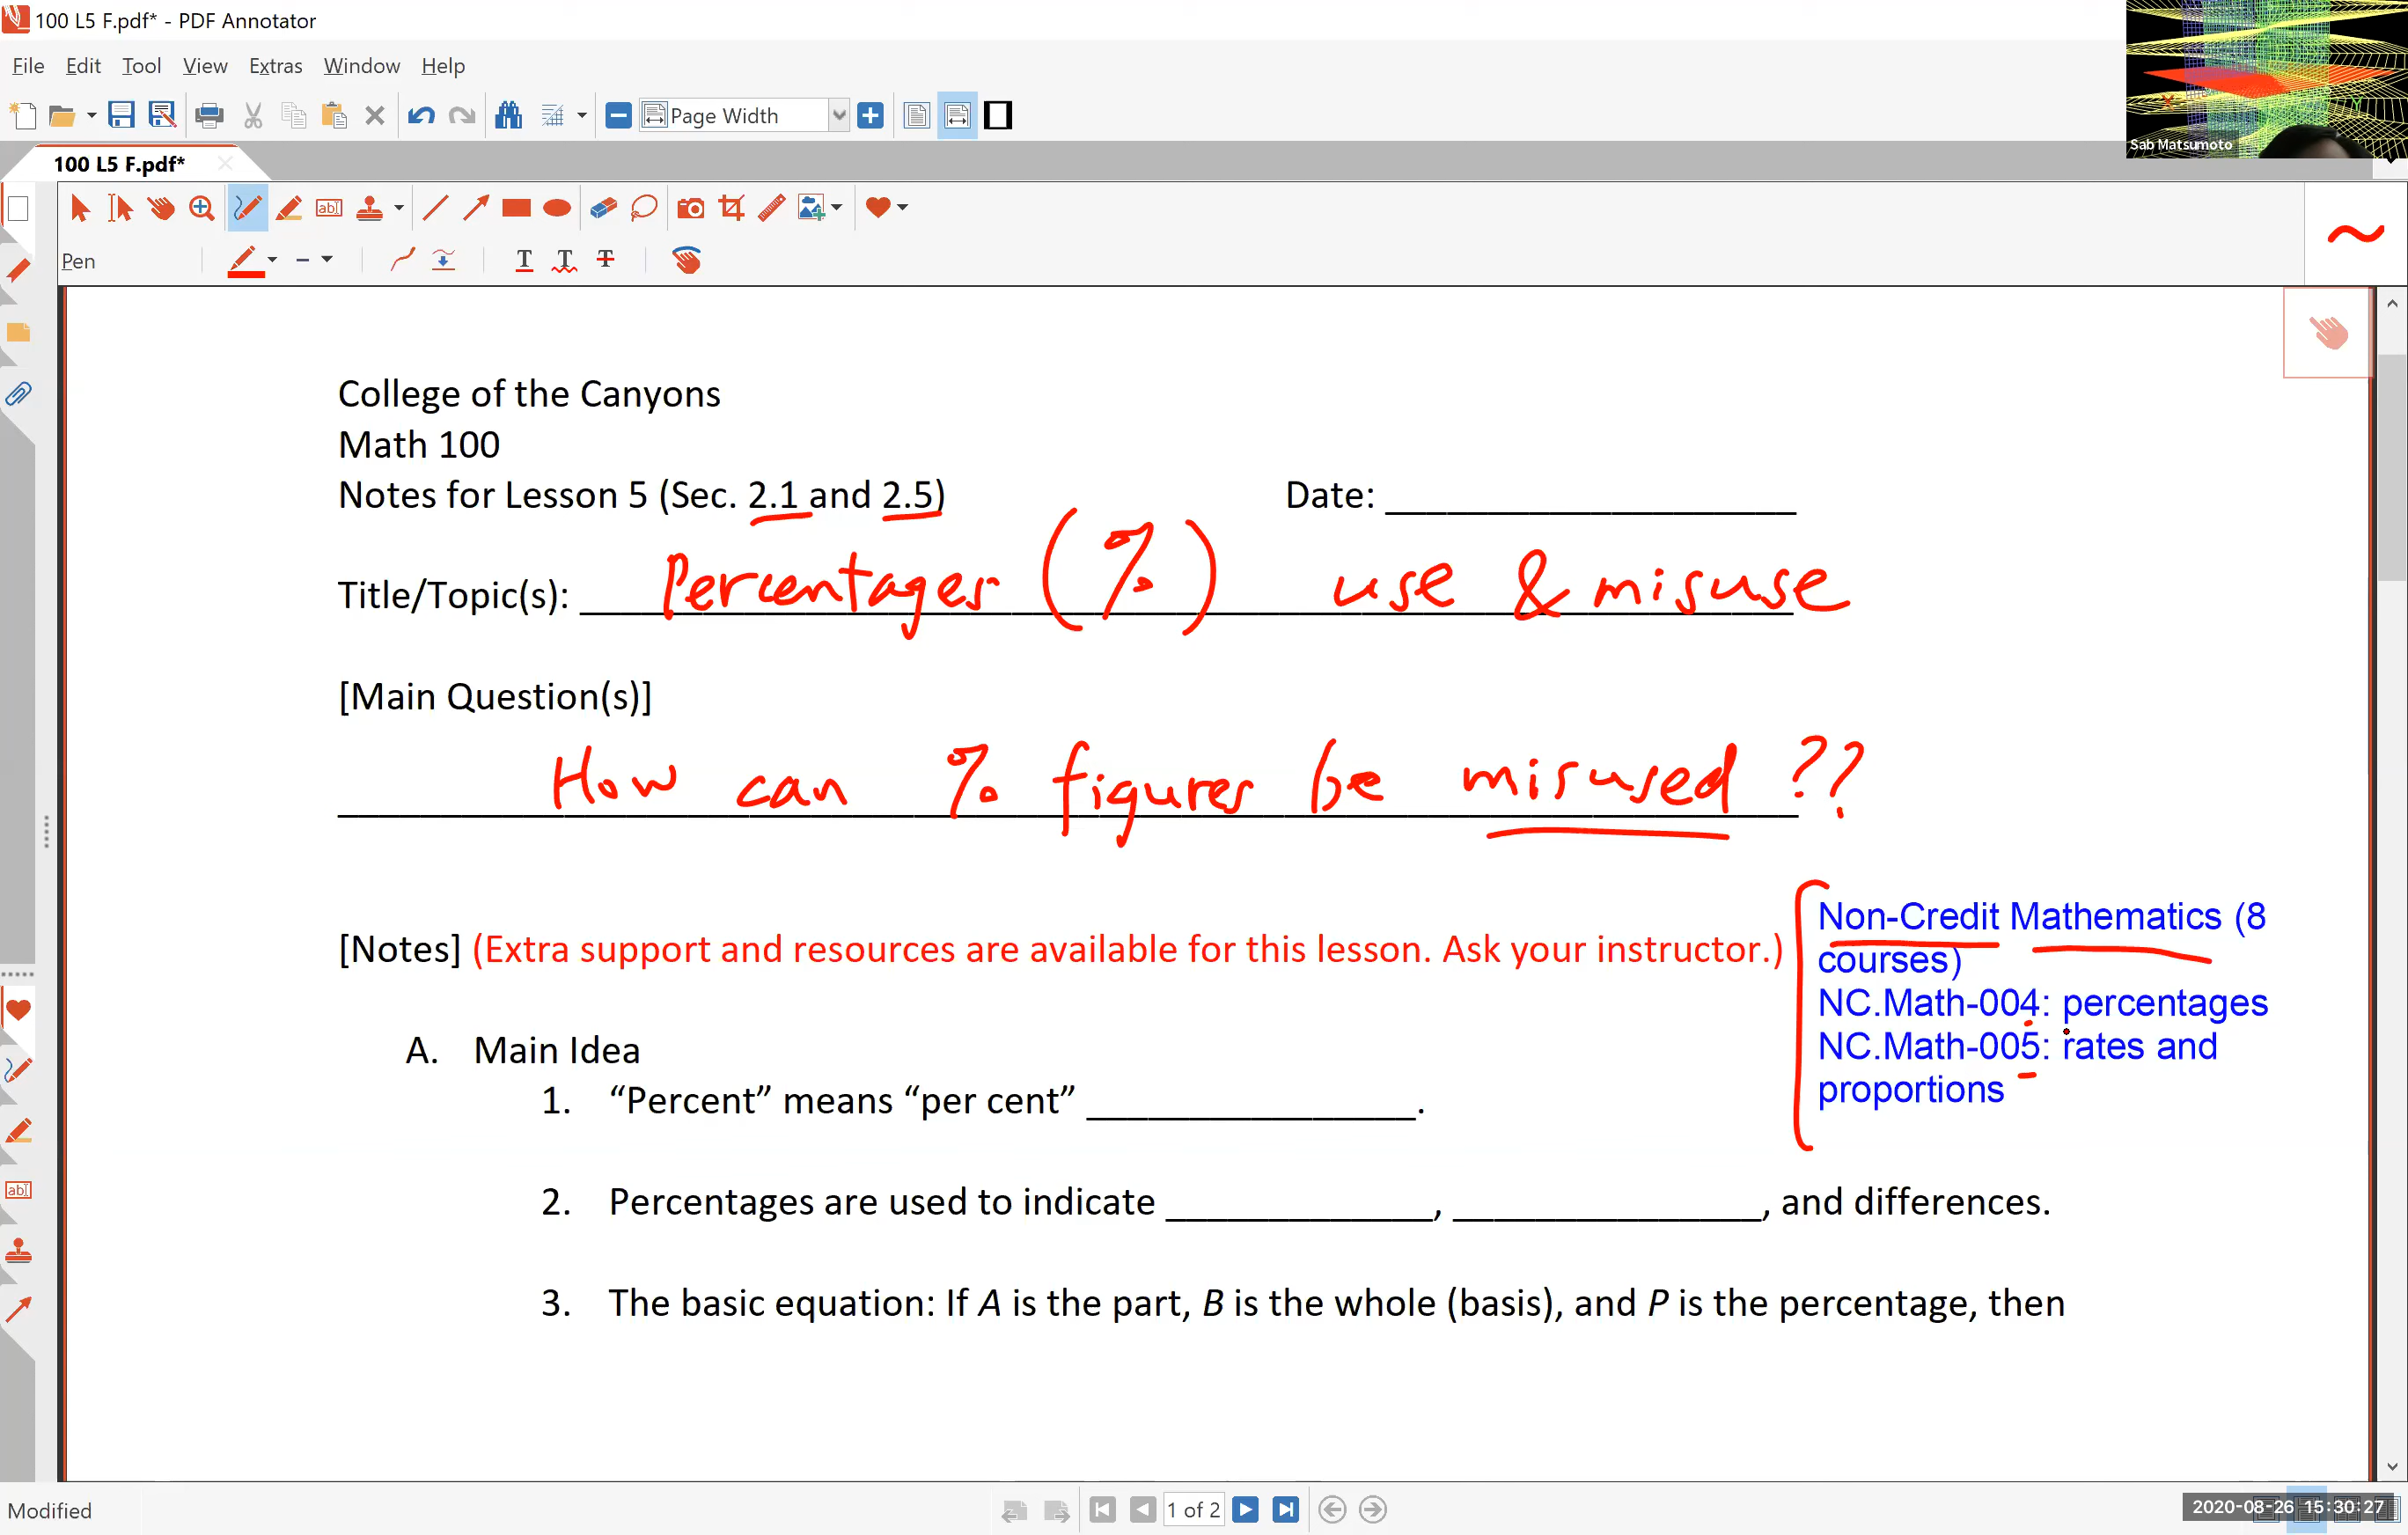 100 L5 F.pdf* - PDF Annotator
File Edit Tool View Extras Window Help
Page Width
Sab Matsumoto
100 L5 F.pdf*
Pen
College of the Canyons
Math 100
Notes for Lesson 5 (Sec. 2.1 and 2.5) Date: ____________________
Title/Topic(s): Percentages (%) use & misuse
[Main Question(s)]
How can % figures be misused ??
[Notes] (Extra support and resources are available for this lesson. Ask your instructor.)
Non-Credit Mathematics (8
courses)
NC.Math-004: percentages
NC.Math-005: rates and
proportions
A. Main Idea
1. “Percent” means “per cent” ________________.
2. Percentages are used to indicate _____________, _______________, and differences.
3. The basic equation: If A is the part, B is the whole (basis), and P is the percentage, then
Modified
1 of 2
2020-08-26 15:30:27